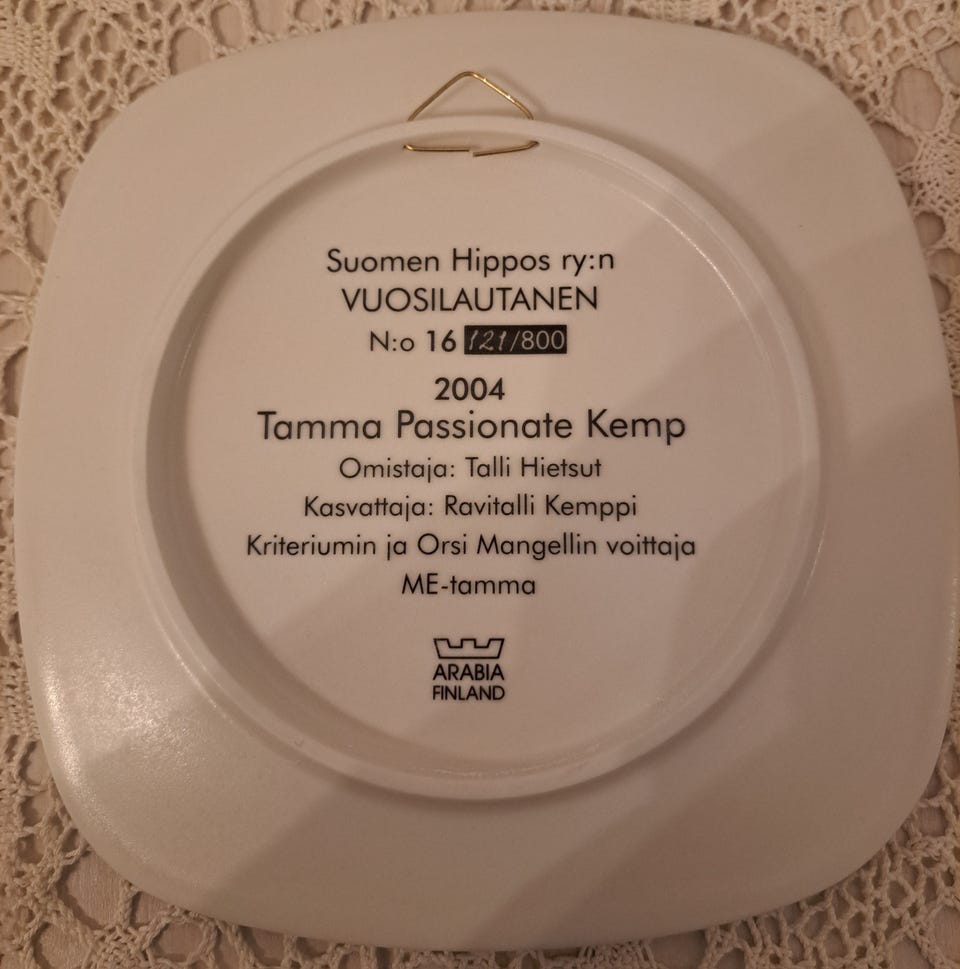 Suomen Hippos ry:n
VUOSILAUTANEN
N:o 16 121/800
2004
Tamma Passionate Kemp
Omistaja: Talli Hietsut
Kasvattaja: Ravitalli Kemppi
Kriteriumin ja Orsi Mangellin voittaja
ME-tamma
ARABIA
FINLAND